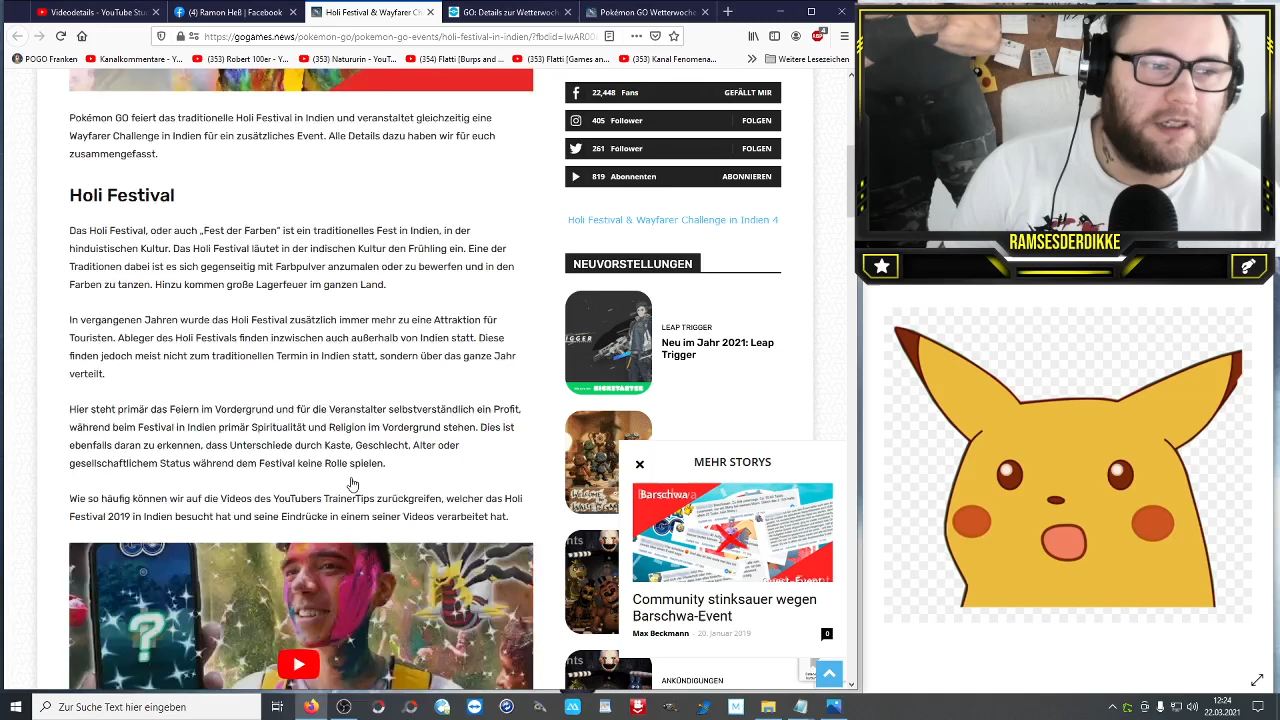 Videodetails - YouTube Stu
(4) Ramon Heß | Facebook
Holi Festival & Wayfarer Ch
GO: Details zur Wetterwoch
Pokémon GO Wetterwoche
https://gogames.news/pokemon-go/pokemon-go-events/holi-festival-in-indien/?fbclid=IwAR00
POGO Franken
Kanalkommentare - Y...
(353) Robert 100er - Y...
(353) Natururin - YouT...
(354) Flatti [Burps and ...
(353) Flatti [Games an...
(353) Kanal Fenomena...
Weitere Lesezeichen
Pokémon GO feiert das traditionelle Holi Festival in Indien und veranstaltet gleichzeitig eine
Wayfarer Challenge in Indien für ein zusätzliches Event. Alle Details dazu haben wir für euch
zusammengefasst.
Holi Festival
Das Holi Festival, oder auch „Fest der Farben" ist ein traditionelles Fest in Indien, in der
hinduistischen Kultur. Das Holi Festival läutet in der indischen Kultur den Frühling ein. Eine der
Traditionen dabei ist es sich gegenseitig mit Farbpulver anzumalen oder zu bewerfen und in den
Farben zu tanzen. Hinzu kommen große Lagerfeuer im ganzen Land.
In vergangenen Jahren wurde das Holi Festival zusätzlich immer mehr zu eine Attraktion für
Touristen. Ableger des Holi Festivals finden inzwischen auch außerhalb von Indien statt. Diese
finden jedoch meist nicht zum traditionellen Termin in Indien statt, sondern über das ganze Jahr
verteilt.
Hier steht primär das Feiern im Vordergrund und für die Veranstalter selbstverständlich ein Profit,
während beim Festival in Indien primär Spiritualität und Religion im Vordergrund stehen. Dies ist
ebenfalls daran zu erkennen, dass Unterschiede durch Kaste, Geschlecht, Alter oder
gesellschaftlichem Status während dem Festival keine Rolle spielen.
Wie so häufig können wir auf die Videos des YouTubers TrainerTips zurückgreifen, welcher das Holi
Festival 2019 in Indien besucht hat und seine Eindrücke in einem seiner Videos verarbeitet hat.
22,448 Fans GEFÄLLT MIR
405 Follower FOLGEN
261 Follower FOLGEN
819 Abonnenten ABONNIEREN
Holi Festival & Wayfarer Challenge in Indien 4
NEUVORSTELLUNGEN
LEAP TRIGGER
Neu im Jahr 2021: Leap
Trigger
KICKSTARTER
MEHR STORYS
Barschwa
Community stinksauer wegen
Barschwa-Event
Max Beckmann - 20. Januar 2019 0
ANKÜNDIGUNGEN
RAMSESDERDIKKE
Zur Suche Text hier eingeben
12:24
22.03.2021